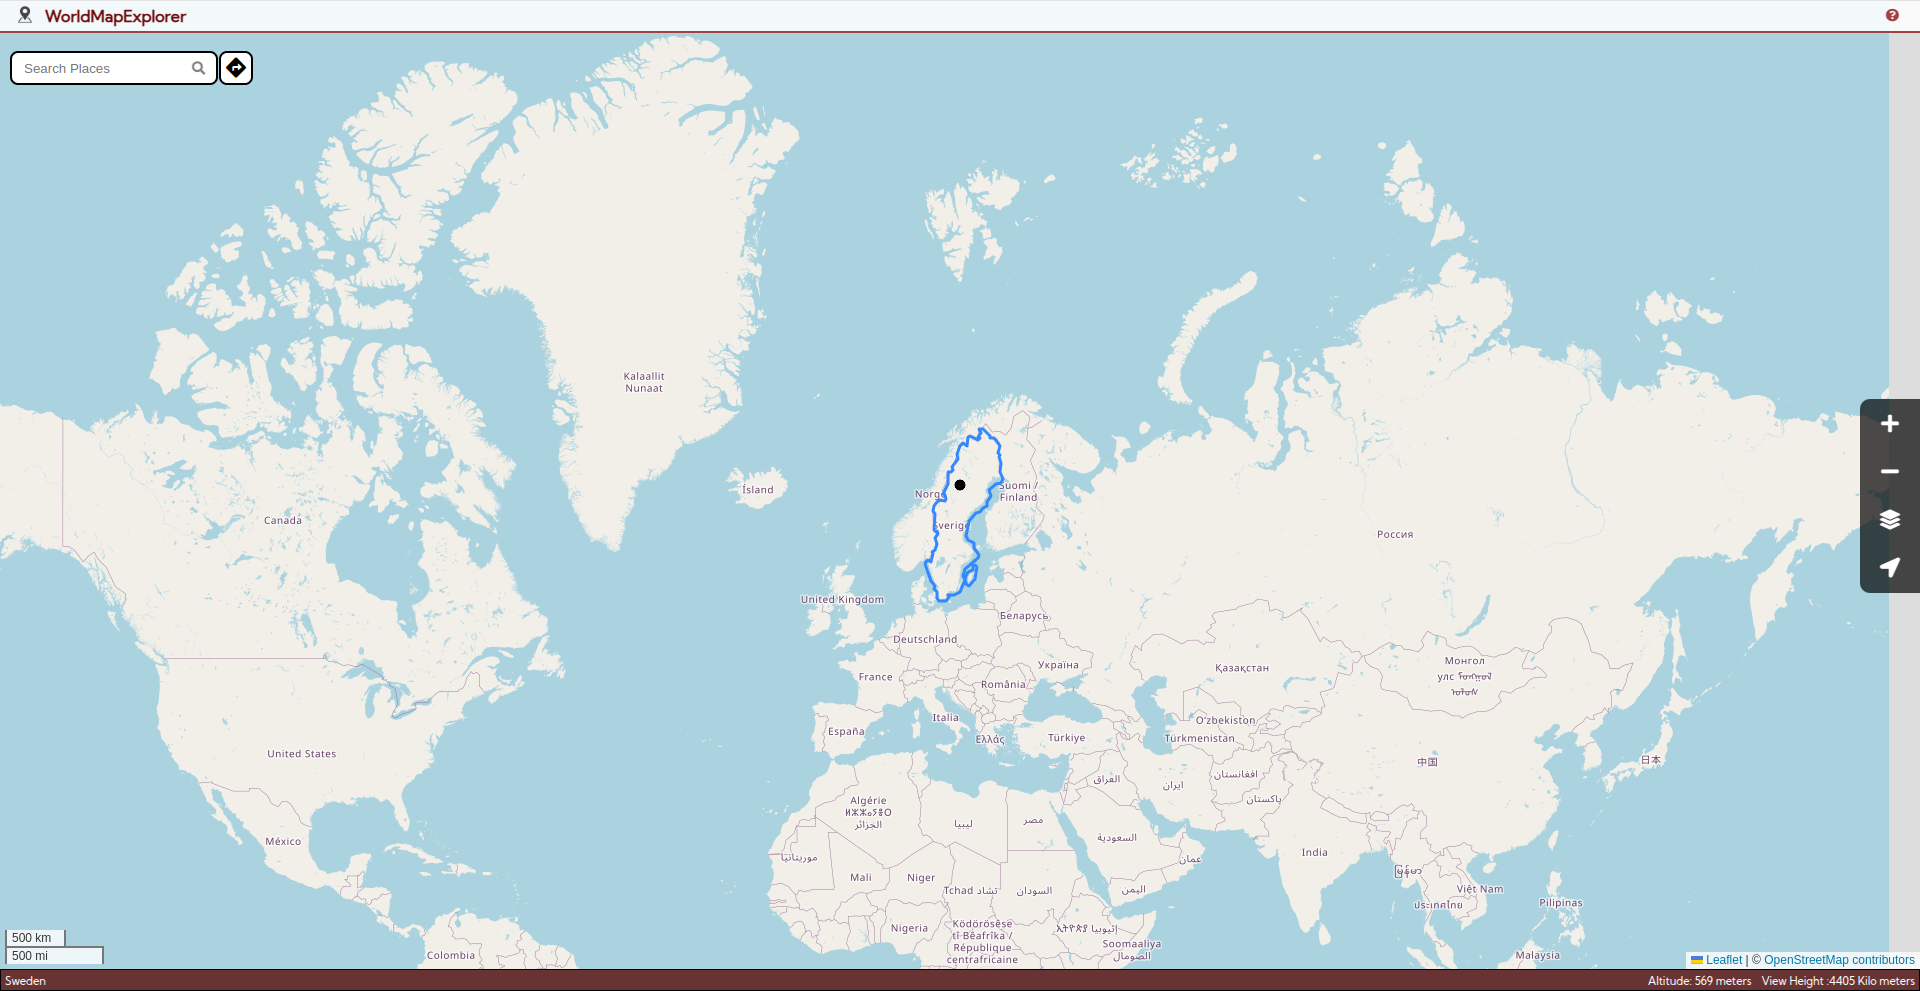 WorldMapExplorer
Search Places
Kalaallit
Nunaat
Ísland
Canada
Norge
Suomi /
Finland
Sverige
Россия
United Kingdom
Беларусь
Deutschland
Україна
Қазақстан
Монгол
улс
France
România
Italia
O'zbekiston
España
Ελλάς
Türkiye
Türkmenistan
United States
中国
日本
العراق
ایران
افغانستان
پاکستان
Algérie
ⵍⵣⵣⴰⵢⴻⵔ
الجزائر
ليبيا
مصر
السعودية
México
موريتانيا
عمان
India
Mali
Niger
Tchad تشاد
السودان
اليمن
မြန်မာ
Việt Nam
ประเทศไทย
Pilipinas
Nigeria
Ködörösêse
tî Bêafrîka /
République
centrafricaine
ኢትዮጵያ إثيوبيا
Soomaaliya
الصومال
Colombia
Malaysia
500 km
500 mi
Leaflet | © OpenStreetMap contributors
Sweden
Altitude: 569 meters
View Height :4405 Kilo meters